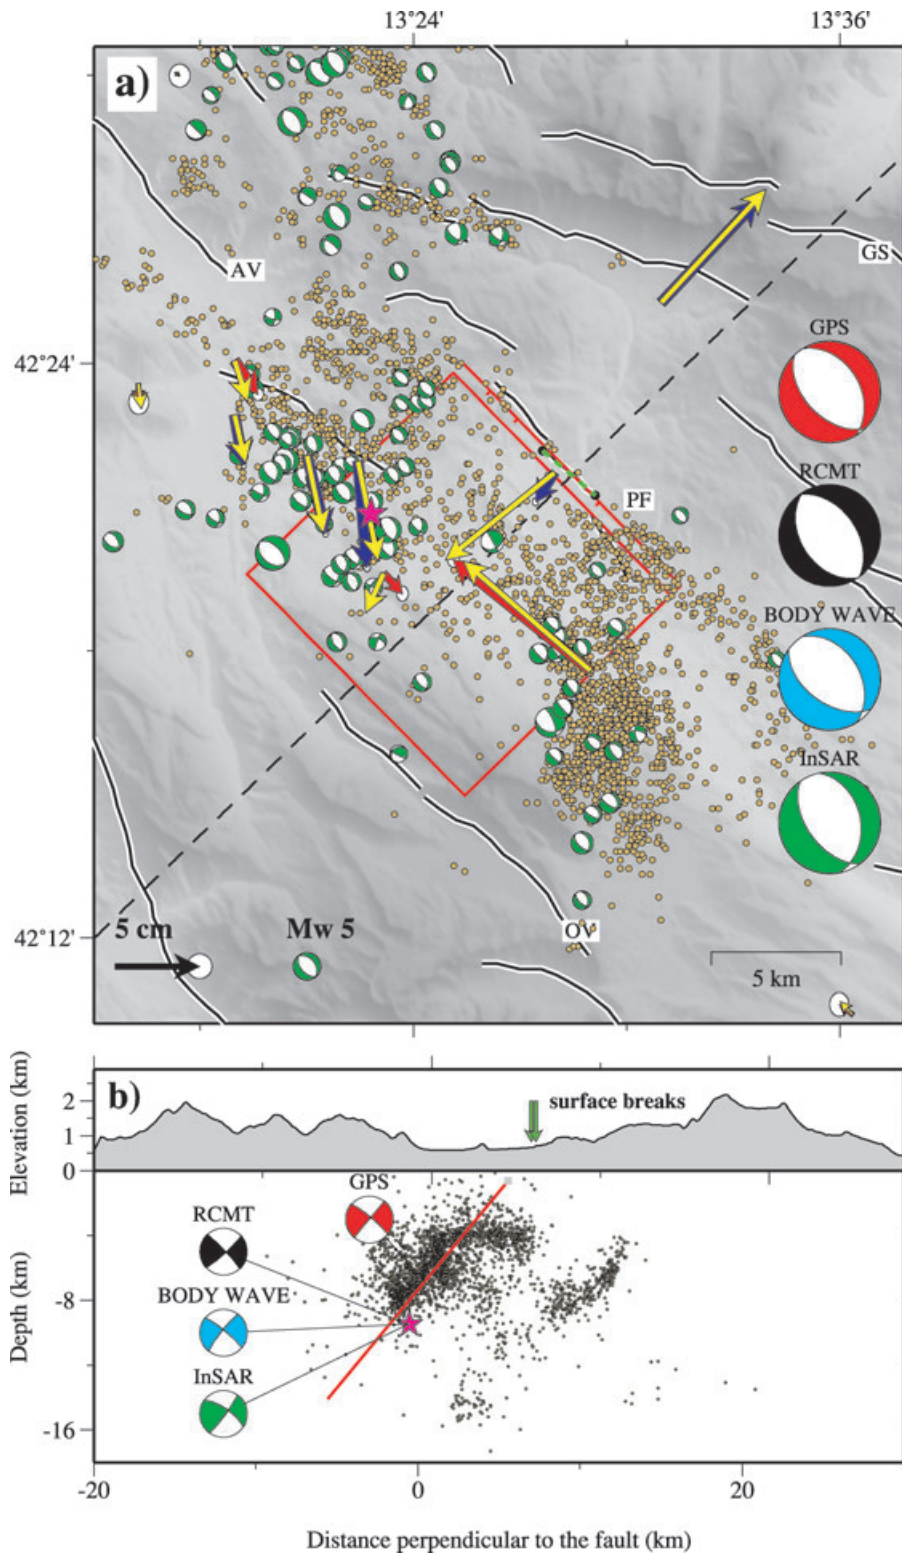 13°24' 13°36'
a)
AV
GS
GPS
42°24'
RCMT
PF
BODY WAVE
InSAR
OV
42°12'
5 cm Mw 5
5 km
b)
surface breaks
Elevation (km)
2
1
0
GPS
RCMT
BODY WAVE
InSAR
Depth (km)
-8
-16
-20 0 20
Distance perpendicular to the fault (km)